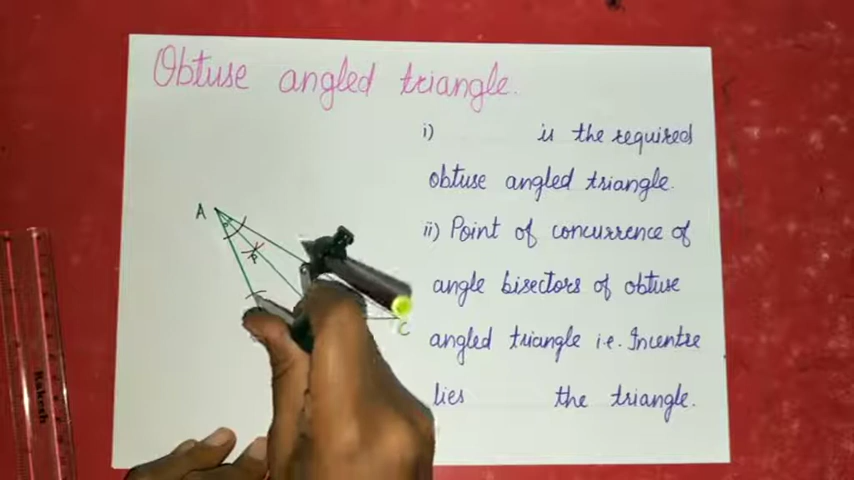 Obtuse angled triangle.
i) is the required
obtuse angled triangle.
ii) Point of concurrence of
angle bisectors of obtuse
angled triangle i.e. Incentre
lies the triangle.
A
P
C
Rakesh